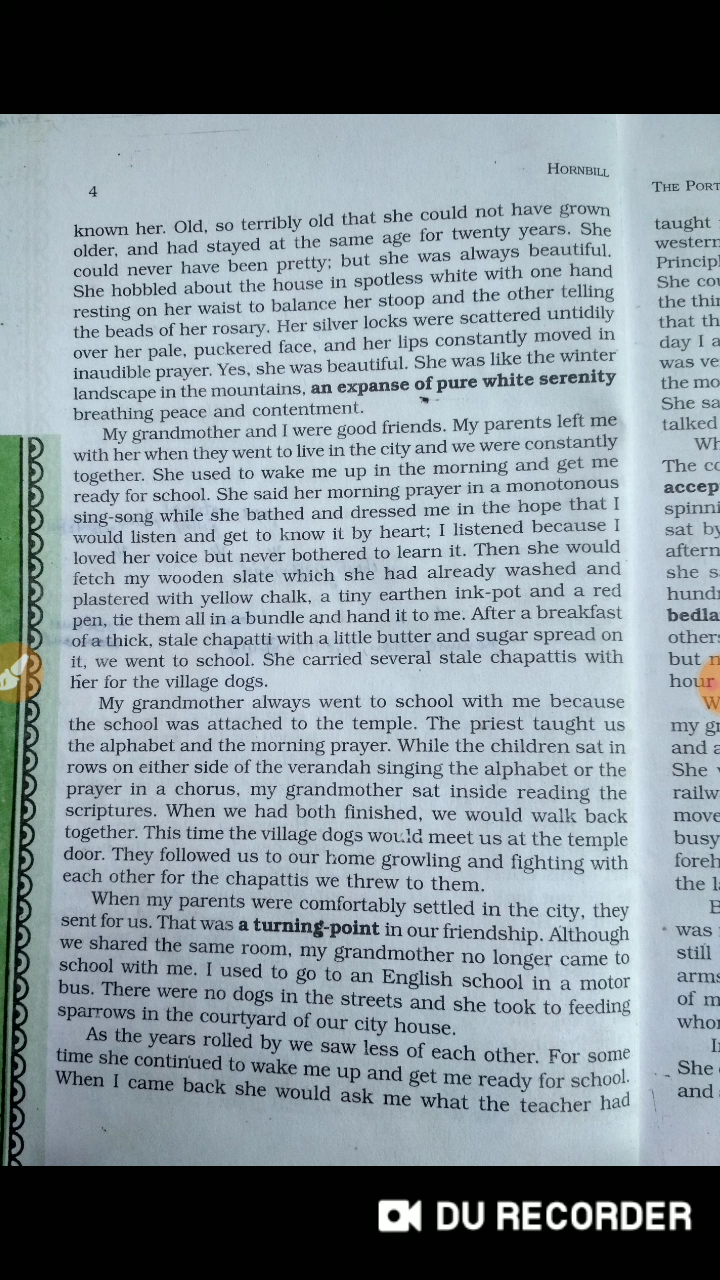 HORNBILL
4
known her. Old, so terribly old that she could not have grown
older, and had stayed at the same age for twenty years. She
could never have been pretty; but she was always beautiful.
She hobbled about the house in spotless white with one hand
resting on her waist to balance her stoop and the other telling
the beads of her rosary. Her silver locks were scattered untidily
over her pale, puckered face, and her lips constantly moved in
inaudible prayer. Yes, she was beautiful. She was like the winter
landscape in the mountains, an expanse of pure white serenity
breathing peace and contentment.
My grandmother and I were good friends. My parents left me
with her when they went to live in the city and we were constantly
together. She used to wake me up in the morning and get me
ready for school. She said her morning prayer in a monotonous
sing-song while she bathed and dressed me in the hope that I
would listen and get to know it by heart; I listened because I
loved her voice but never bothered to learn it. Then she would
fetch my wooden slate which she had already washed and
plastered with yellow chalk, a tiny earthen ink-pot and a red
pen, tie them all in a bundle and hand it to me. After a breakfast
of a thick, stale chapatti with a little butter and sugar spread on
it, we went to school. She carried several stale chapattis with
her for the village dogs.
My grandmother always went to school with me because
the school was attached to the temple. The priest taught us
the alphabet and the morning prayer. While the children sat in
rows on either side of the verandah singing the alphabet or the
prayer in a chorus, my grandmother sat inside reading the
scriptures. When we had both finished, we would walk back
together. This time the village dogs would meet us at the temple
door. They followed us to our home growling and fighting with
each other for the chapattis we threw to them.
When my parents were comfortably settled in the city, they
sent for us. That was a turning-point in our friendship. Although
we shared the same room, my grandmother no longer came to
school with me. I used to go to an English school in a motor
bus. There were no dogs in the streets and she took to feeding
sparrows in the courtyard of our city house.
As the years rolled by we saw less of each other. For some
time she continued to wake me up and get me ready for school.
When I came back she would ask me what the teacher had
THE PORT
taught
western
Princip
She cou
the thin
that th
day I a
was ve
the mo
She sa
talked
Wh
The co
accep
spinni
sat by
aftern
she s
hund
bedla
others
but n
hour
W
my gr
and a
She
railw
move
busy
foreh
the l
B
was
still
arms
of m
whor
I
She
and
DU RECORDER